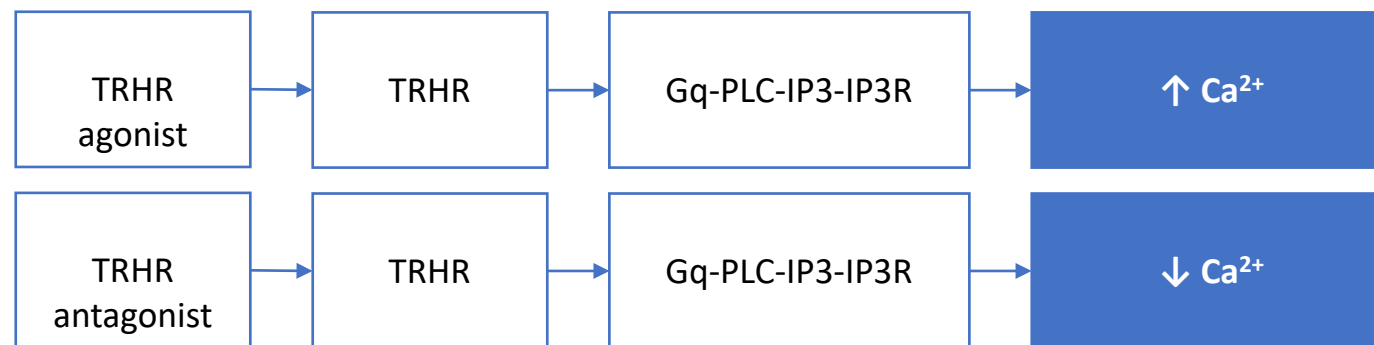 TRHR
agonist
TRHR
Gq-PLC-IP3-IP3R
↑ Ca²⁺
TRHR
antagonist
TRHR
Gq-PLC-IP3-IP3R
↓ Ca²⁺